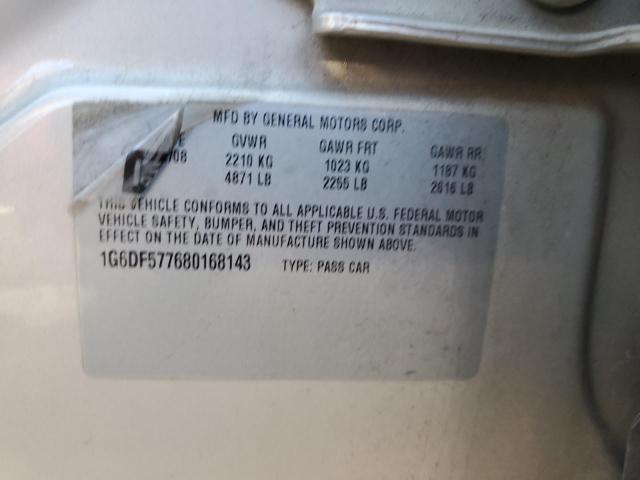 MFD BY GENERAL MOTORS CORP.
GVWR GAWR FRT GAWR RR
08 2210 KG 1023 KG 1187 KG
4871 LB 2255 LB 2616 LB
THIS VEHICLE CONFORMS TO ALL APPLICABLE U.S. FEDERAL MOTOR
VEHICLE SAFETY, BUMPER, AND THEFT PREVENTION STANDARDS IN
EFFECT ON THE DATE OF MANUFACTURE SHOWN ABOVE.
1G6DF577680168143 TYPE: PASS CAR